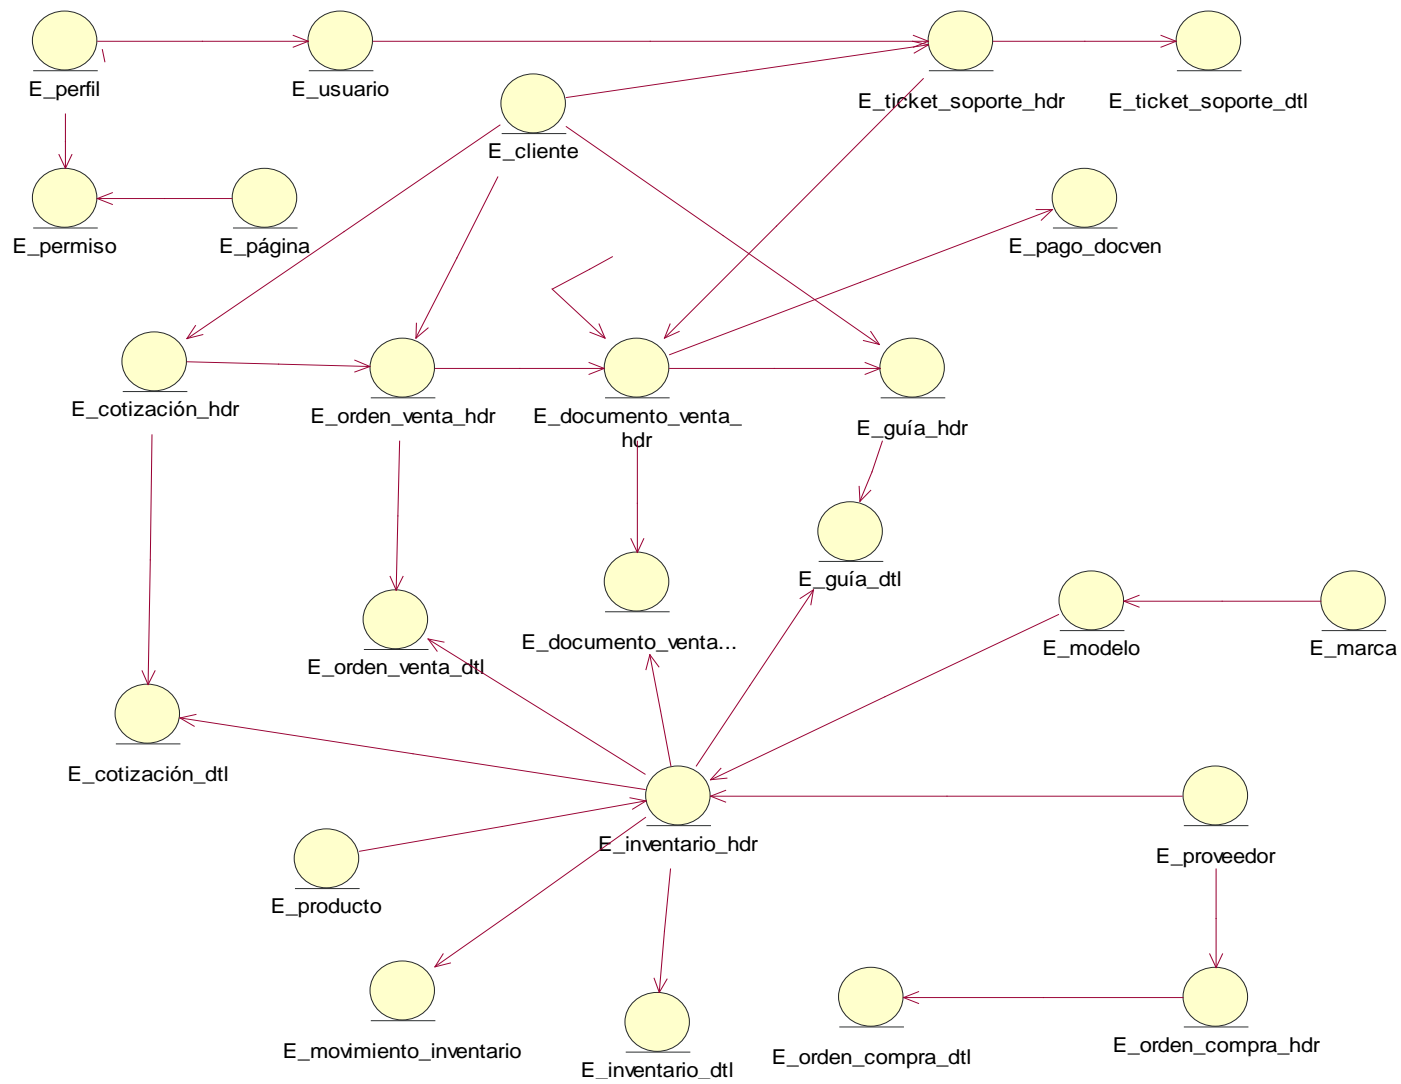 E_perfil
E_usuario
E_ticket_soporte_hdr
E_ticket_soporte_dtl
E_cliente
E_permiso
E_página
E_pago_docven
E_cotización_hdr
E_orden_venta_hdr
E_documento_venta_
hdr
E_guía_hdr
E_guía_dtl
E_orden_venta_dtl
E_documento_venta...
E_modelo
E_marca
E_cotización_dtl
E_inventario_hdr
E_proveedor
E_producto
E_movimiento_inventario
E_inventario_dtl
E_orden_compra_dtl
E_orden_compra_hdr